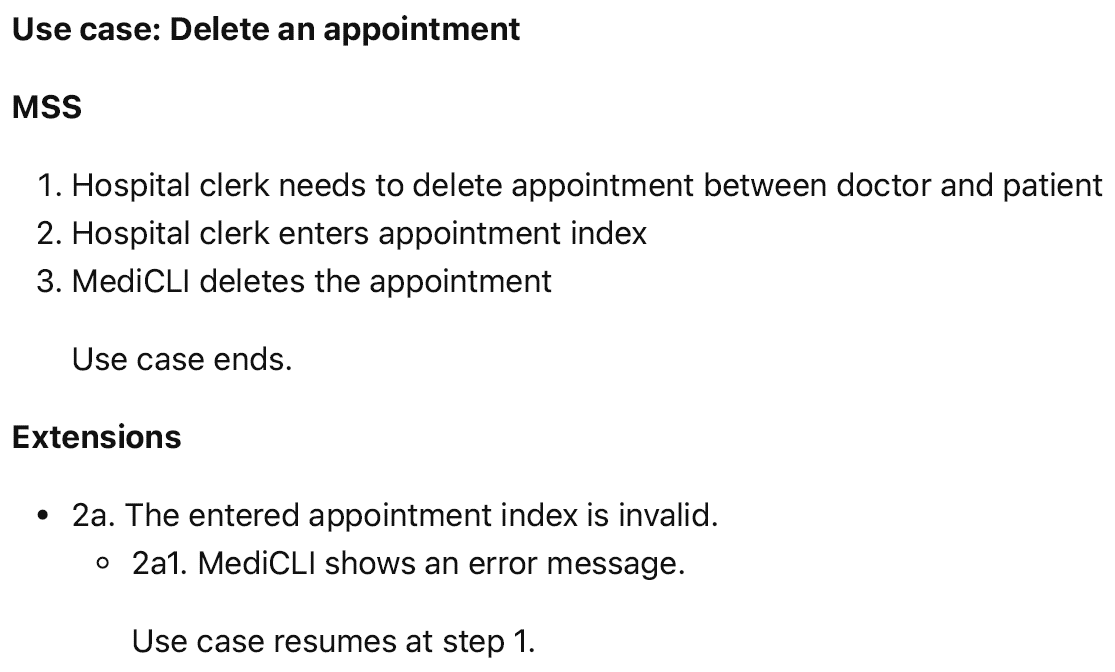 Use case: Delete an appointment
MSS
1. Hospital clerk needs to delete appointment between doctor and patient
2. Hospital clerk enters appointment index
3. MediCLI deletes the appointment
Use case ends.
Extensions
• 2a. The entered appointment index is invalid.
◦ 2a1. MediCLI shows an error message.
Use case resumes at step 1.